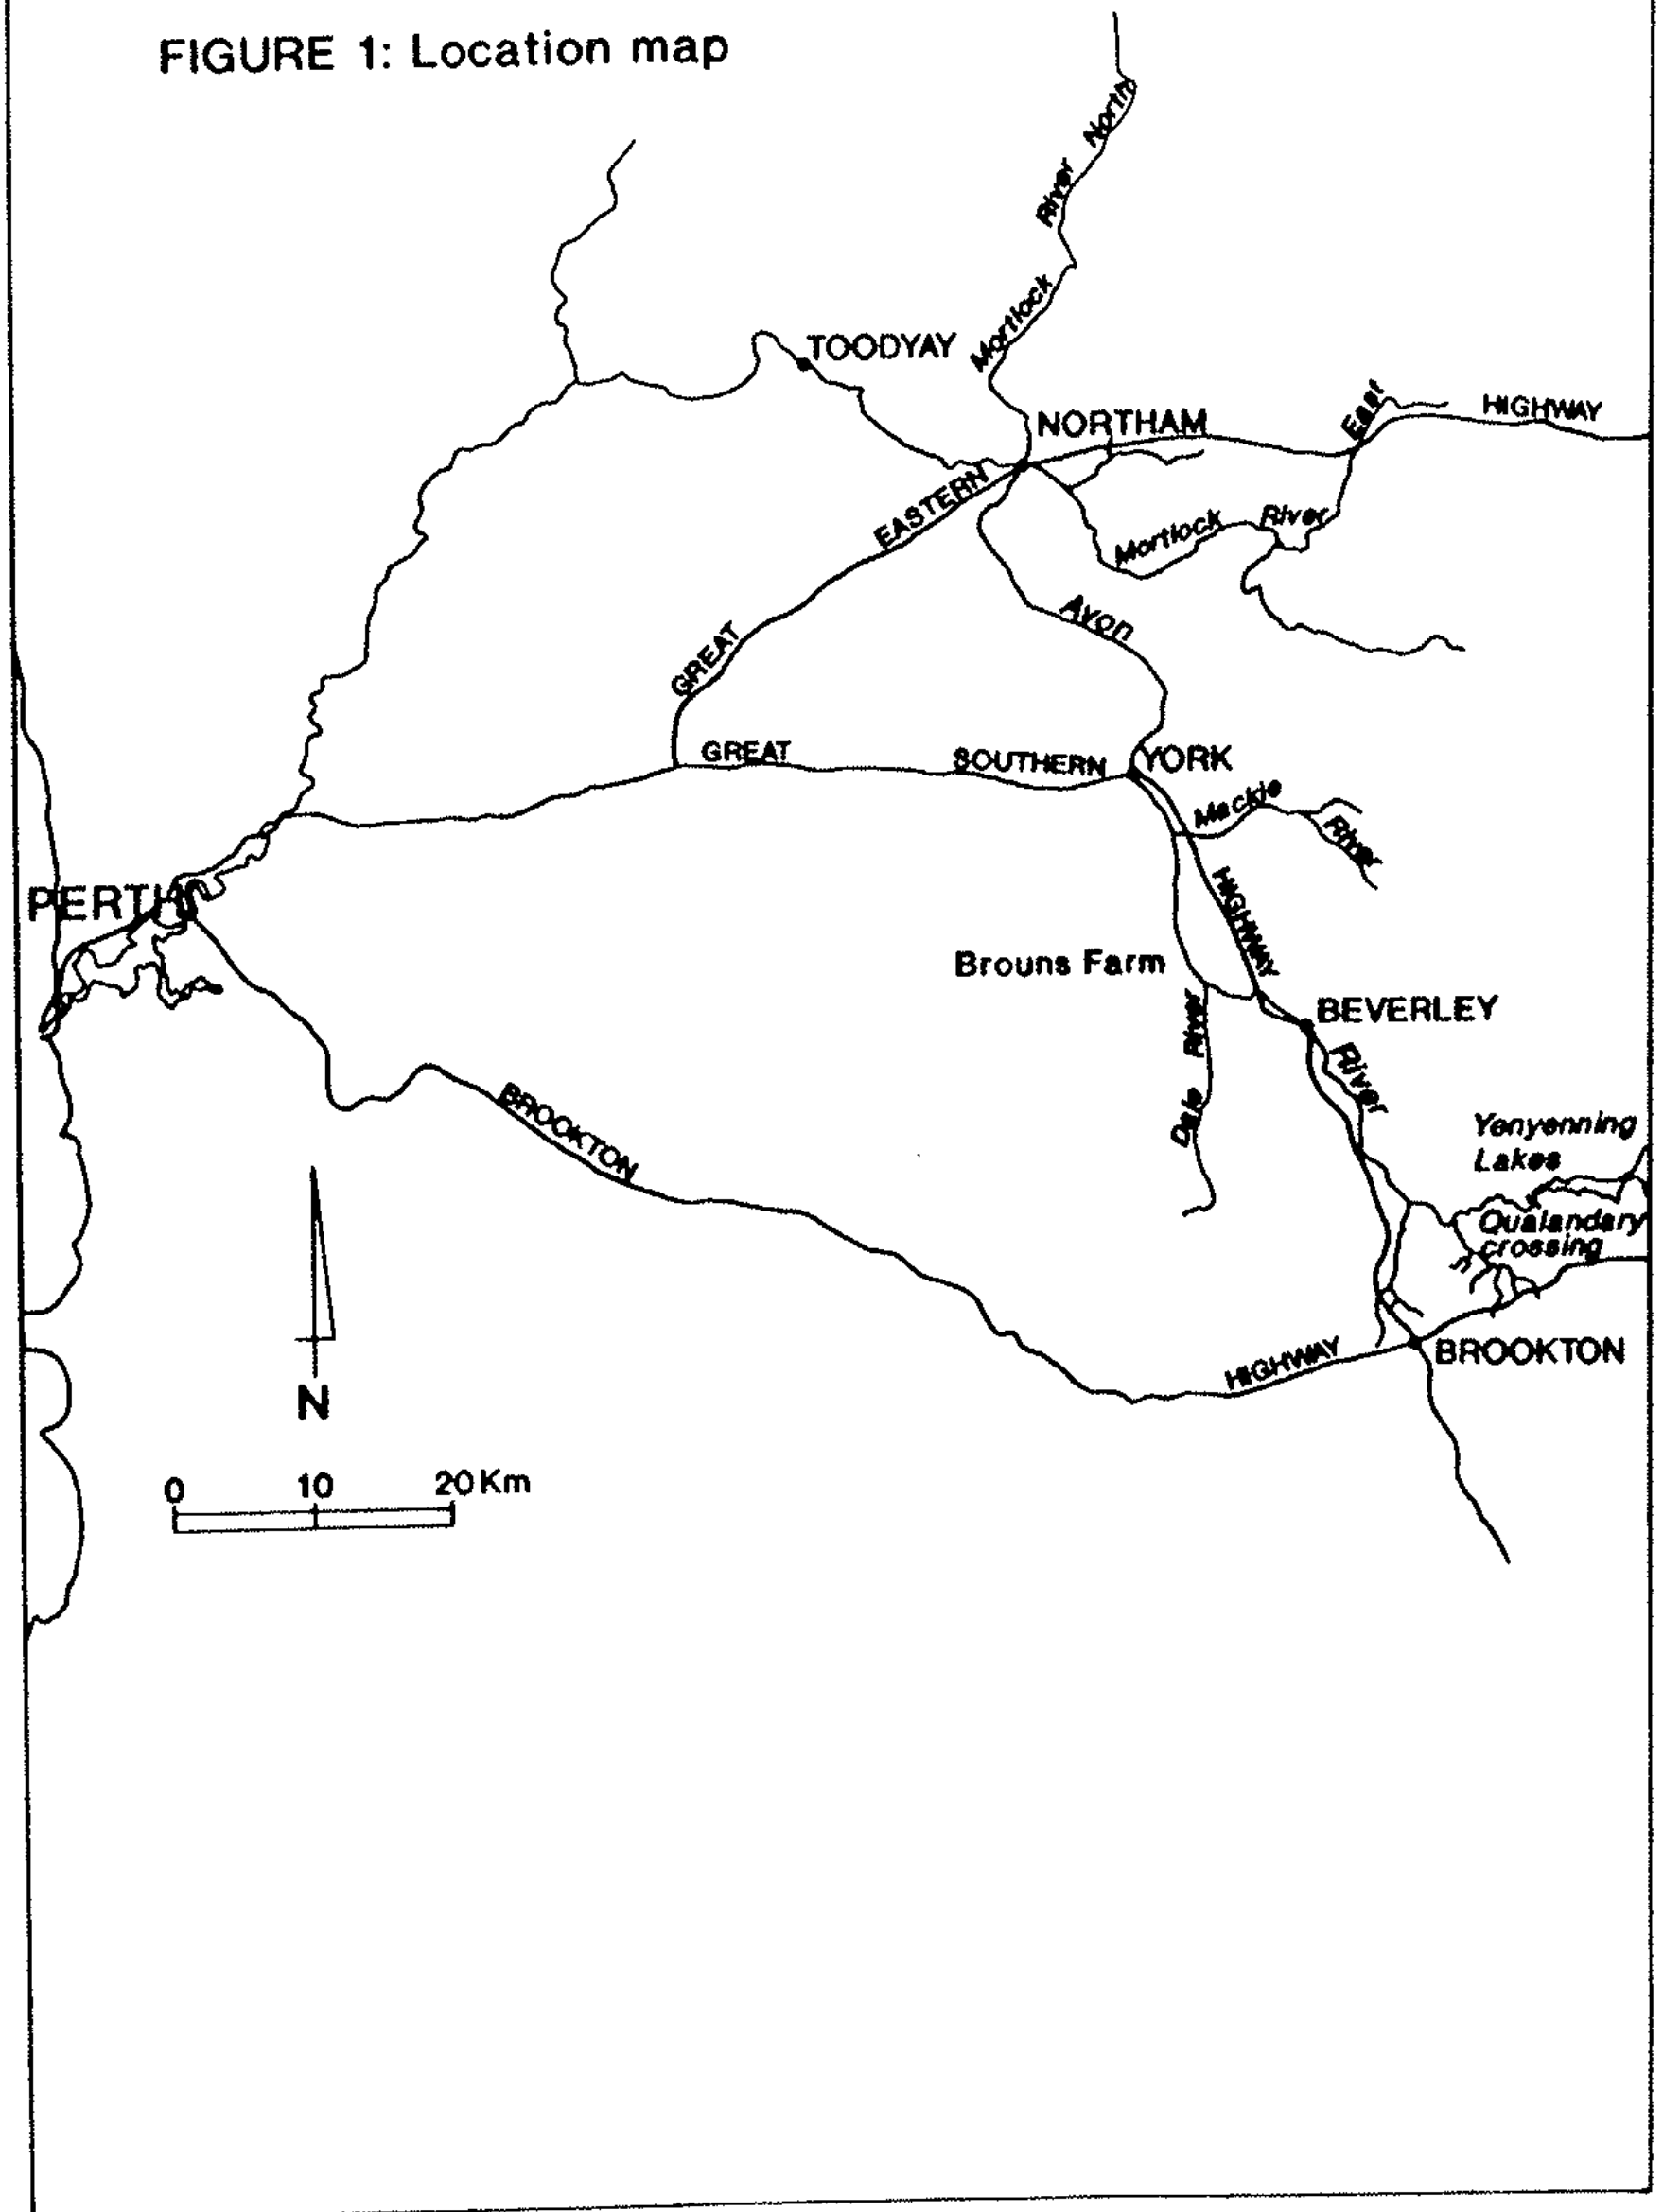 FIGURE 1: Location map
Mortlock River North
TOODYAY
NORTHAM
East
HIGHWAY
EASTERN
Mortlock River
Avon
GREAT
GREAT SOUTHERN
YORK
Mackie River
PERTH
HIGHWAY
Brouns Farm
BEVERLEY
Dale River
River
BROOKTON
Yenyenning
Lakes
Qualandary
crossing
HIGHWAY
BROOKTON
N
0 10 20 Km